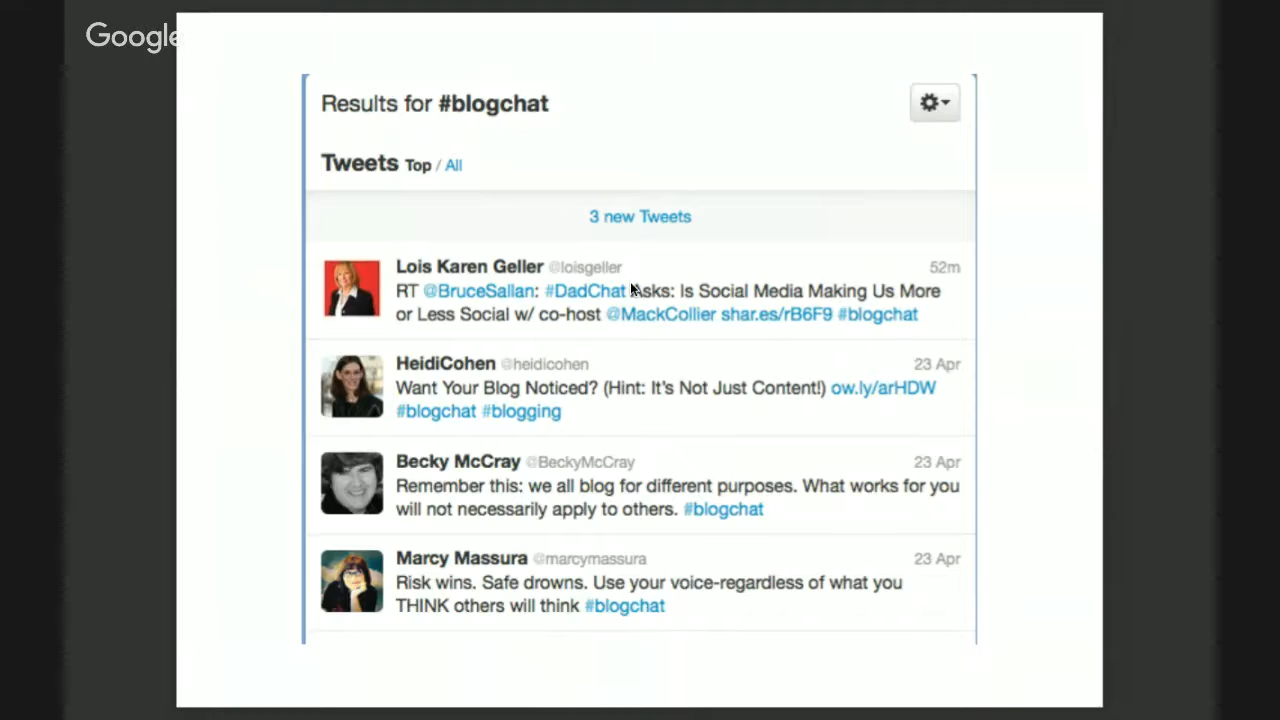 Google
Results for #blogchat
Tweets Top / All
3 new Tweets
Lois Karen Geller @loisgeller 52m
RT @BruceSallan: #DadChat Asks: Is Social Media Making Us More
or Less Social w/ co-host @MackCollier shar.es/rB6F9 #blogchat
HeidiCohen @heidicohen 23 Apr
Want Your Blog Noticed? (Hint: It's Not Just Content!) ow.ly/arHDW
#blogchat #blogging
Becky McCray @BeckyMcCray 23 Apr
Remember this: we all blog for different purposes. What works for you
will not necessarily apply to others. #blogchat
Marcy Massura @marcymassura 23 Apr
Risk wins. Safe drowns. Use your voice-regardless of what you
THINK others will think #blogchat